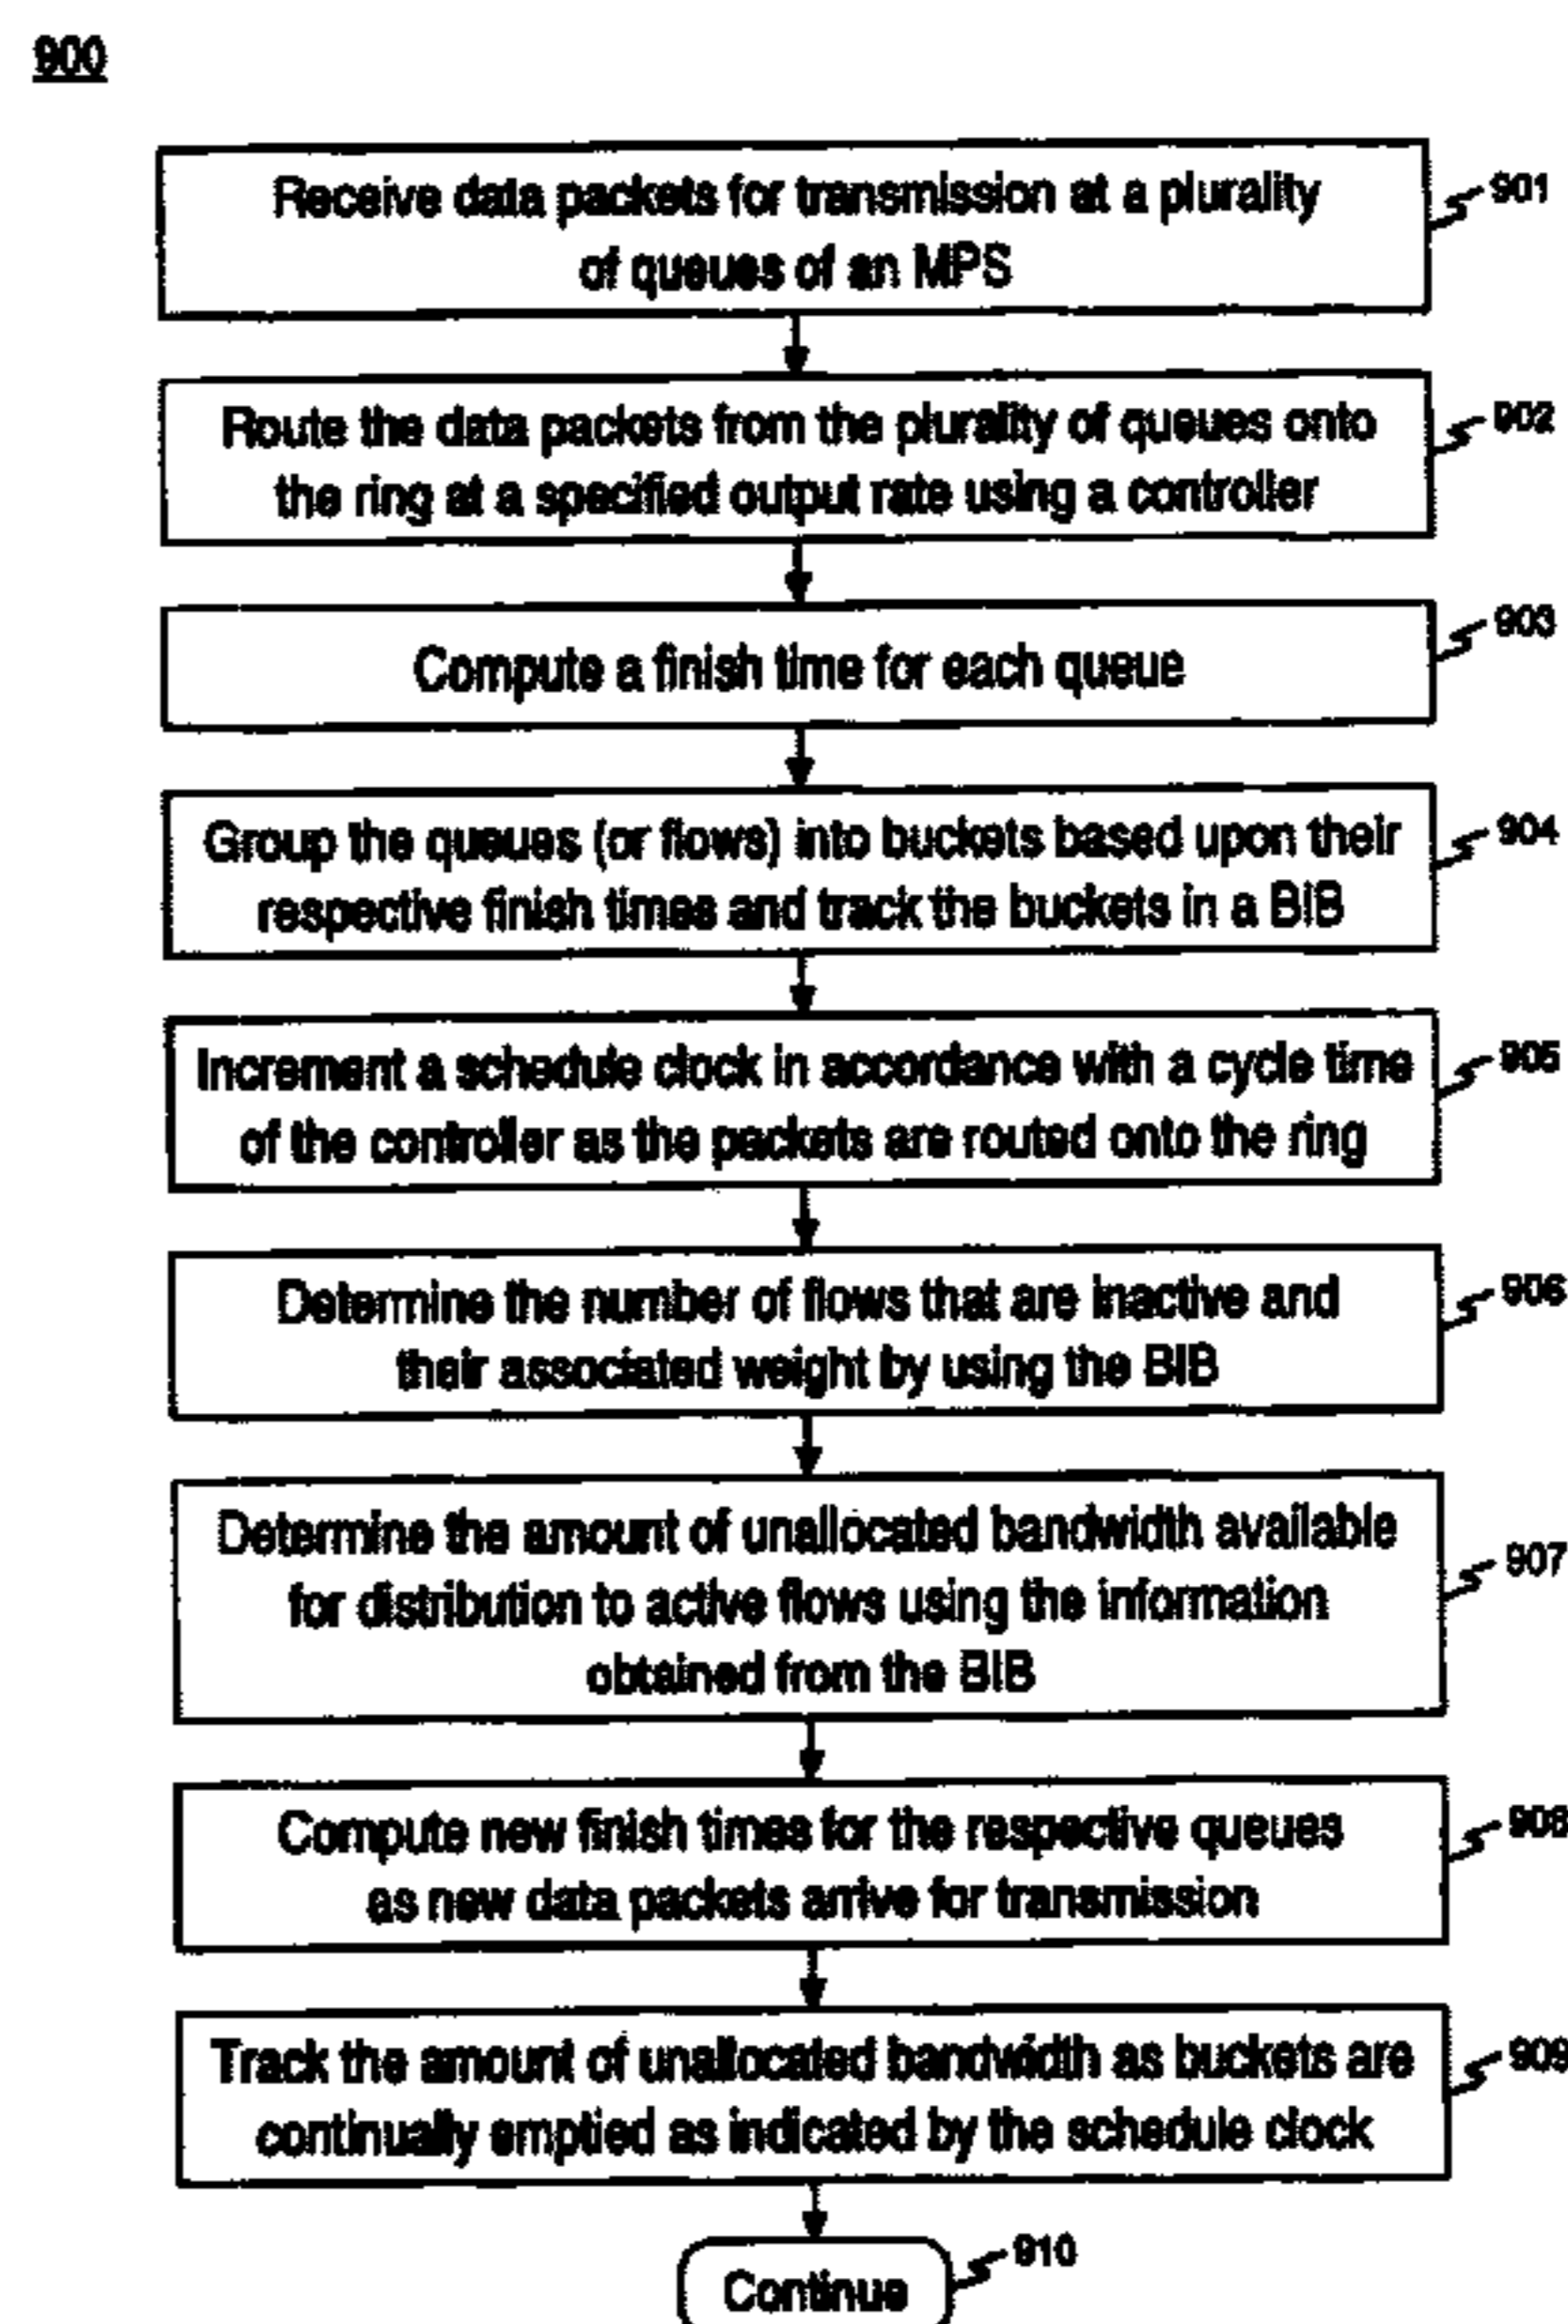 900
Receive data packets for transmission at a plurality
of queues of an MPS
901
Route the data packets from the plurality of queues onto
the ring at a specified output rate using a controller
902
Compute a finish time for each queue
903
Group the queues (or flows) into buckets based upon their
respective finish times and track the buckets in a BIB
904
Increment a schedule clock in accordance with a cycle time
of the controller as the packets are routed onto the ring
905
Determine the number of flows that are inactive and
their associated weight by using the BIB
906
Determine the amount of unallocated bandwidth available
for distribution to active flows using the information
obtained from the BIB
907
Compute new finish times for the respective queues
as new data packets arrive for transmission
908
Track the amount of unallocated bandwidth as buckets are
continually emptied as indicated by the schedule clock
909
Continue
910